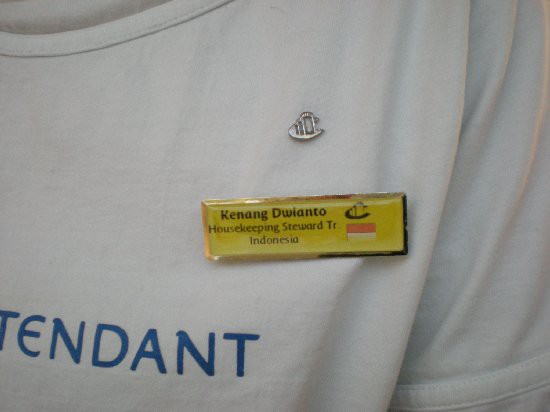 Kenang Dwianto
Housekeeping Steward Tr.
Indonesia
TENDANT